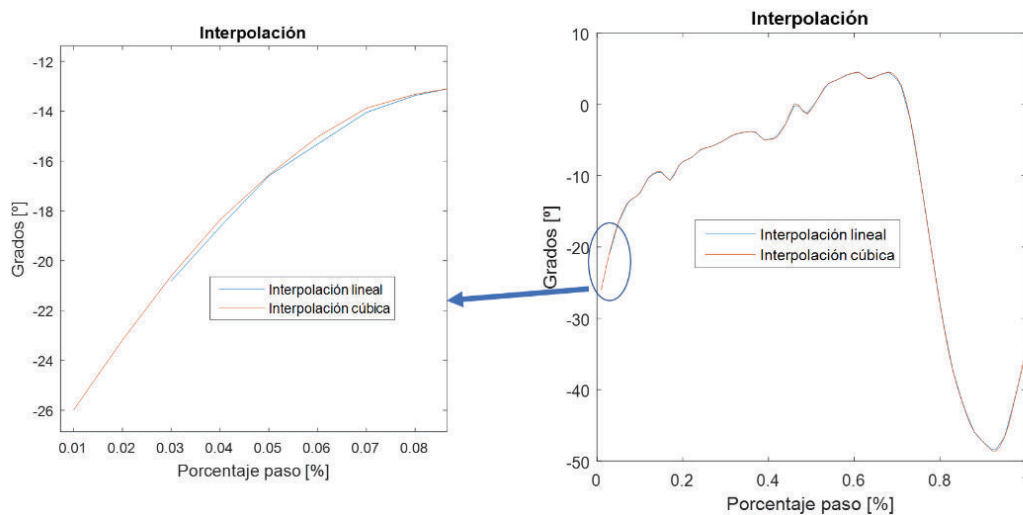 Interpolación
-12
-14
-16
-18
-20
-22
-24
-26
Grados [º]
Interpolación lineal
Interpolación cúbica
0.01 0.02 0.03 0.04 0.05 0.06 0.07 0.08
Porcentaje paso [%]
Interpolación
10
0
-10
-20
-30
-40
-50
Grados [º]
Interpolación lineal
Interpolación cúbica
0 0.2 0.4 0.6 0.8
Porcentaje paso [%]